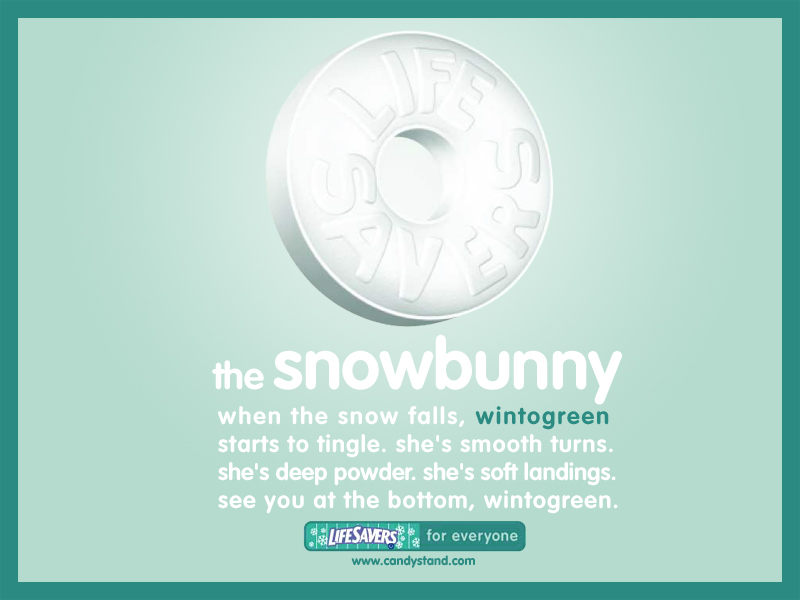 LIFE SAVERS
the snowbunny
when the snow falls, wintogreen
starts to tingle. she's smooth turns.
she's deep powder. she's soft landings.
see you at the bottom, wintogreen.
LIFESAVERS for everyone
www.candystand.com